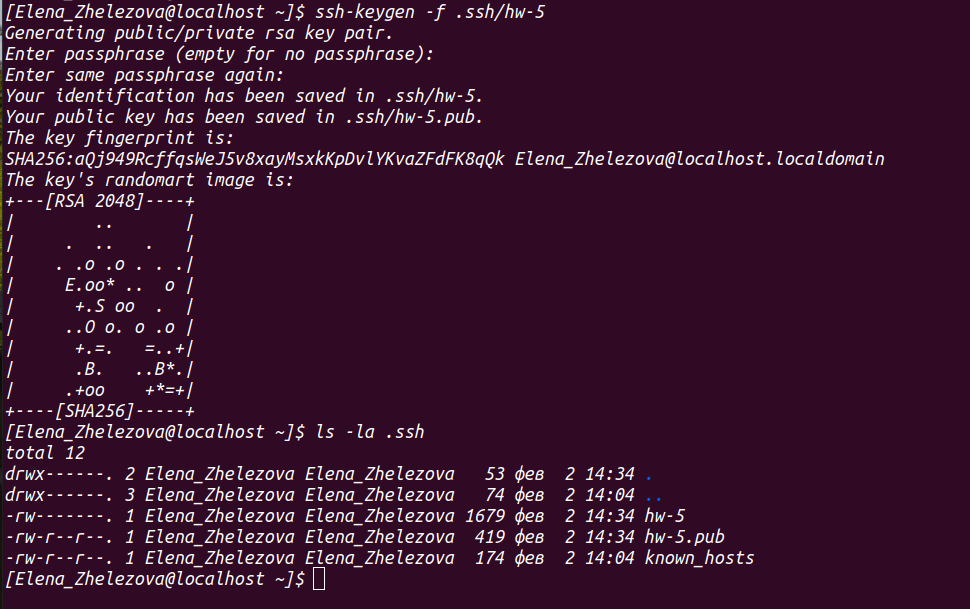 [Elena_Zhelezova@localhost ~]$ ssh-keygen -f .ssh/hw-5
Generating public/private rsa key pair.
Enter passphrase (empty for no passphrase):
Enter same passphrase again:
Your identification has been saved in .ssh/hw-5.
Your public key has been saved in .ssh/hw-5.pub.
The key fingerprint is:
SHA256:aQj949RcffqsWeJ5v8xayMsxkKpDvlYKvaZFdFK8qQk Elena_Zhelezova@localhost.localdomain
The key's randomart image is:
+---[RSA 2048]----+
|        ..       |
|     .  ..   .   |
|    . .o .o . . .|
|     E.oo* ..  o |
|      +.S oo  .  |
|     ..O o. o .o |
|      +.=.   =..+|
|      .B.   ..B*.|
|     .+oo    +*=+|
+----[SHA256]-----+
[Elena_Zhelezova@localhost ~]$ ls -la .ssh
total 12
drwx------. 2 Elena_Zhelezova Elena_Zhelezova   53 фев  2 14:34 .
drwx------. 3 Elena_Zhelezova Elena_Zhelezova   74 фев  2 14:04 ..
-rw-------. 1 Elena_Zhelezova Elena_Zhelezova 1679 фев  2 14:34 hw-5
-rw-r--r--. 1 Elena_Zhelezova Elena_Zhelezova  419 фев  2 14:34 hw-5.pub
-rw-r--r--. 1 Elena_Zhelezova Elena_Zhelezova  174 фев  2 14:04 known_hosts
[Elena_Zhelezova@localhost ~]$